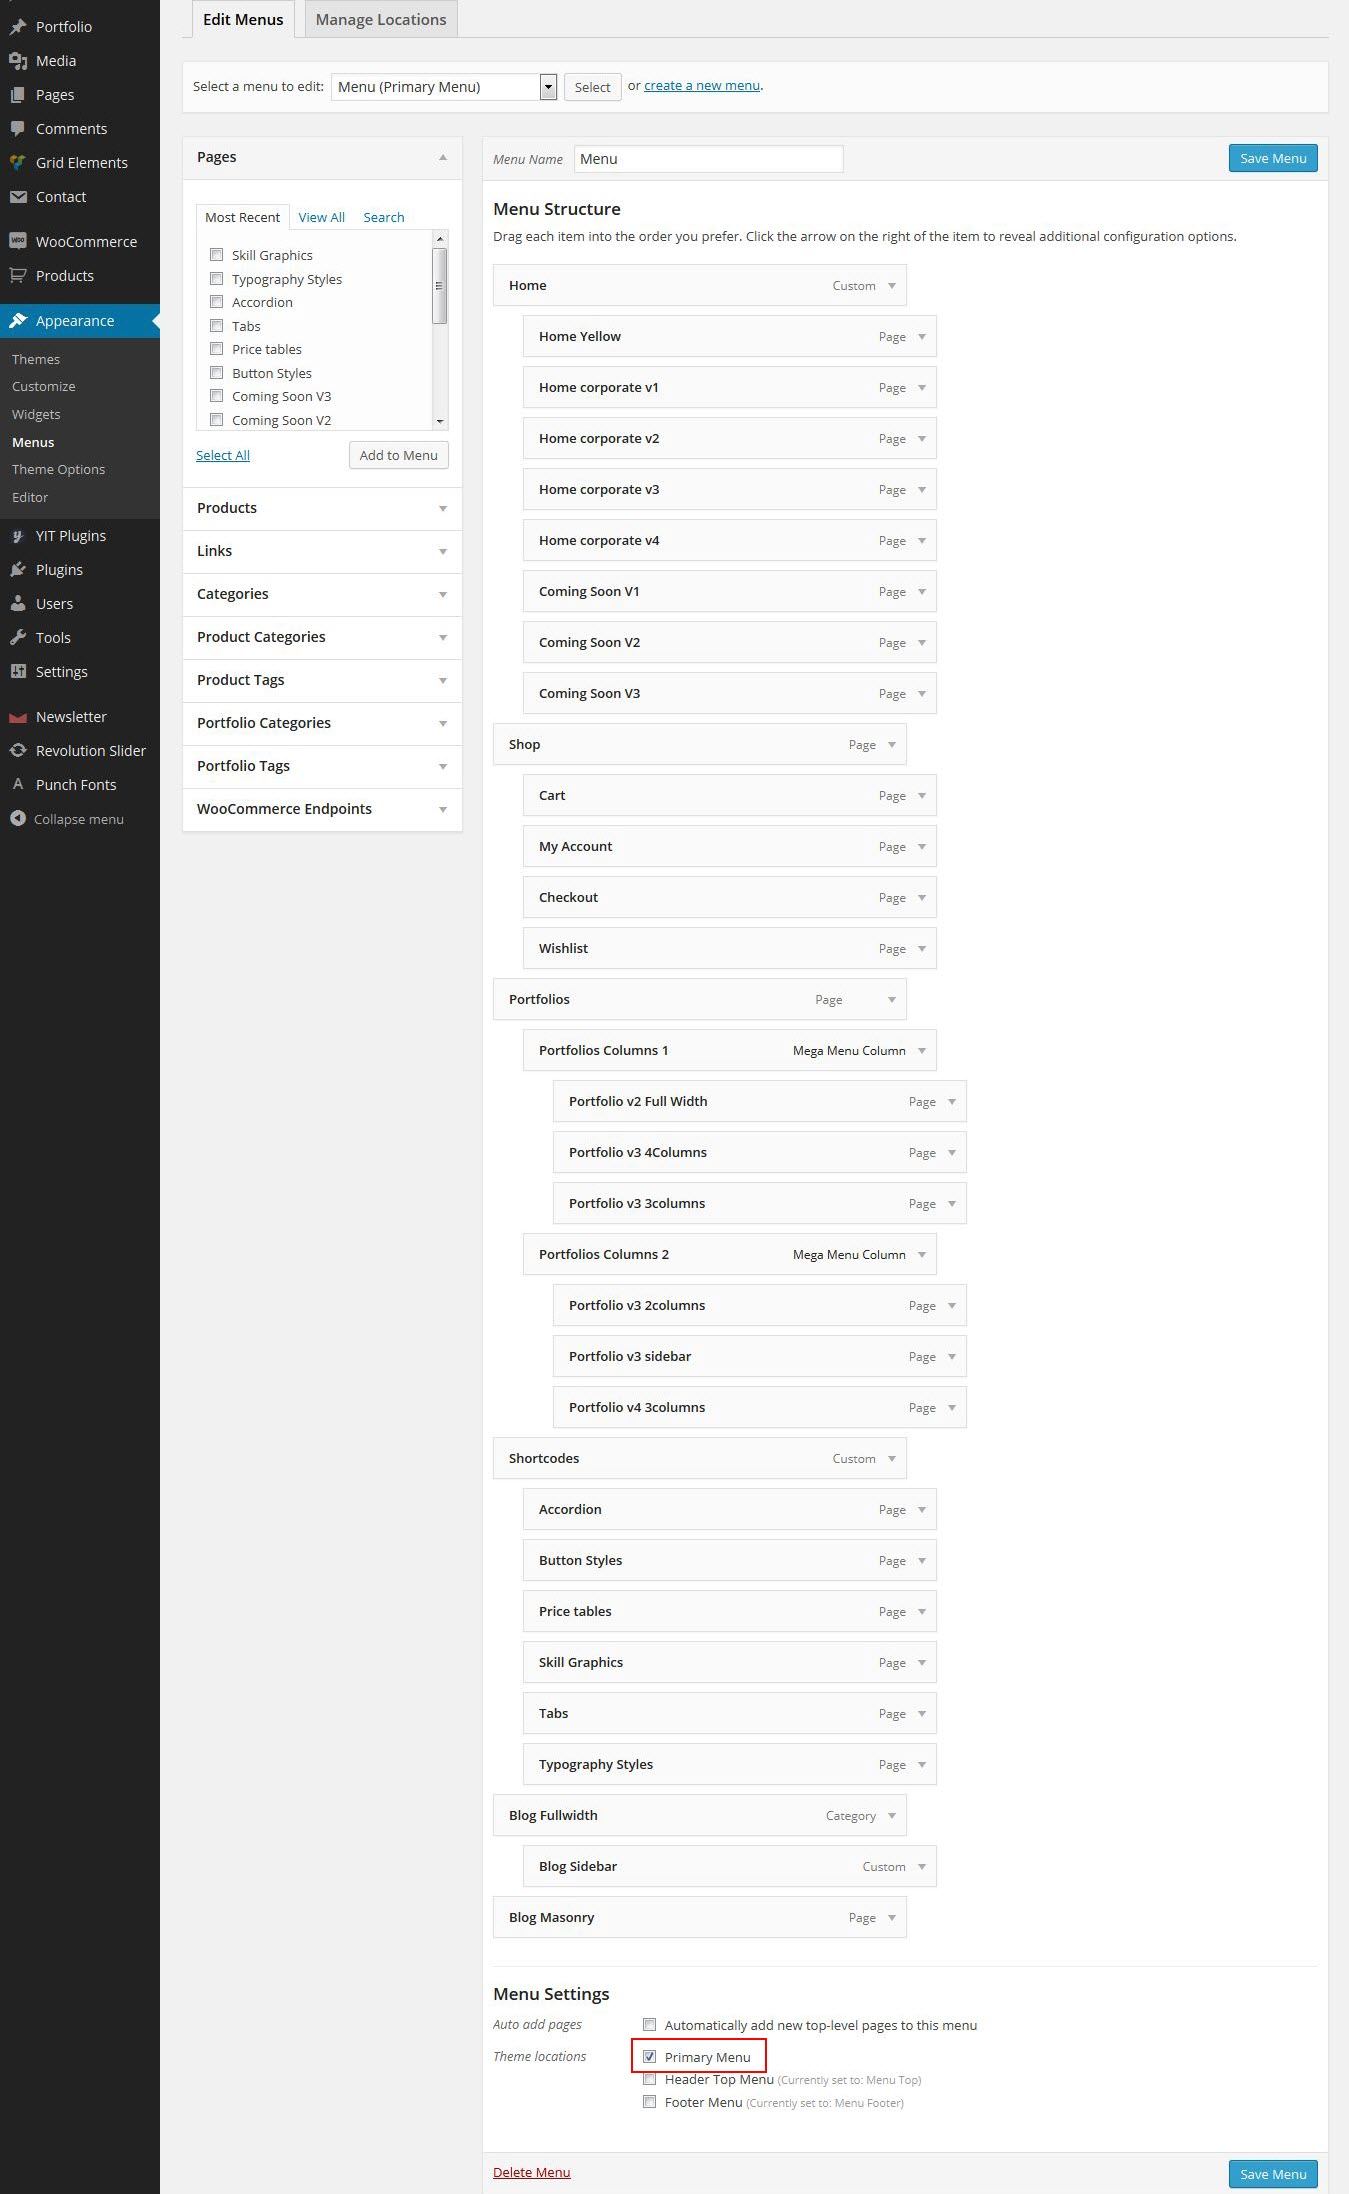 Portfolio
Media
Pages
Comments
Grid Elements
Contact
WooCommerce
Products
Appearance
Themes
Customize
Widgets
Menus
Theme Options
Editor
YIT Plugins
Plugins
Users
Tools
Settings
Newsletter
Revolution Slider
Punch Fonts
Collapse menu
Edit Menus
Manage Locations
Select a menu to edit: Menu (Primary Menu) Select or create a new menu.
Pages
Most Recent View All Search
Skill Graphics
Typography Styles
Accordion
Tabs
Price tables
Button Styles
Coming Soon V3
Coming Soon V2
Select All Add to Menu
Products
Links
Categories
Product Categories
Product Tags
Portfolio Categories
Portfolio Tags
WooCommerce Endpoints
Menu Name Menu Save Menu
Menu Structure
Drag each item into the order you prefer. Click the arrow on the right of the item to reveal additional configuration options.
Home Custom
Home Yellow Page
Home corporate v1 Page
Home corporate v2 Page
Home corporate v3 Page
Home corporate v4 Page
Coming Soon V1 Page
Coming Soon V2 Page
Coming Soon V3 Page
Shop Page
Cart Page
My Account Page
Checkout Page
Wishlist Page
Portfolios Page
Portfolios Columns 1 Mega Menu Column
Portfolio v2 Full Width Page
Portfolio v3 4Columns Page
Portfolio v3 3columns Page
Portfolios Columns 2 Mega Menu Column
Portfolio v3 2columns Page
Portfolio v3 sidebar Page
Portfolio v4 3columns Page
Shortcodes Custom
Accordion Page
Button Styles Page
Price tables Page
Skill Graphics Page
Tabs Page
Typography Styles Page
Blog Fullwidth Category
Blog Sidebar Custom
Blog Masonry Page
Menu Settings
Auto add pages Automatically add new top-level pages to this menu
Theme locations Primary Menu
Header Top Menu (Currently set to: Menu Top)
Footer Menu (Currently set to: Menu Footer)
Delete Menu Save Menu